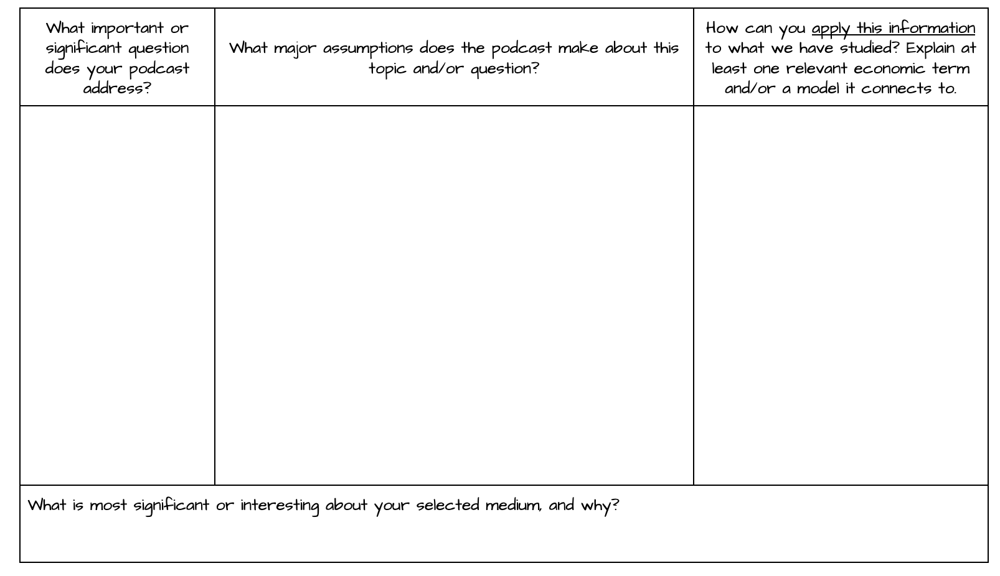 What important or
significant question
does your podcast
address?
What major assumptions does the podcast make about this
topic and/or question?
How can you apply this information
to what we have studied? Explain at
least one relevant economic term
and/or a model it connects to.
What is most significant or interesting about your selected medium, and why?